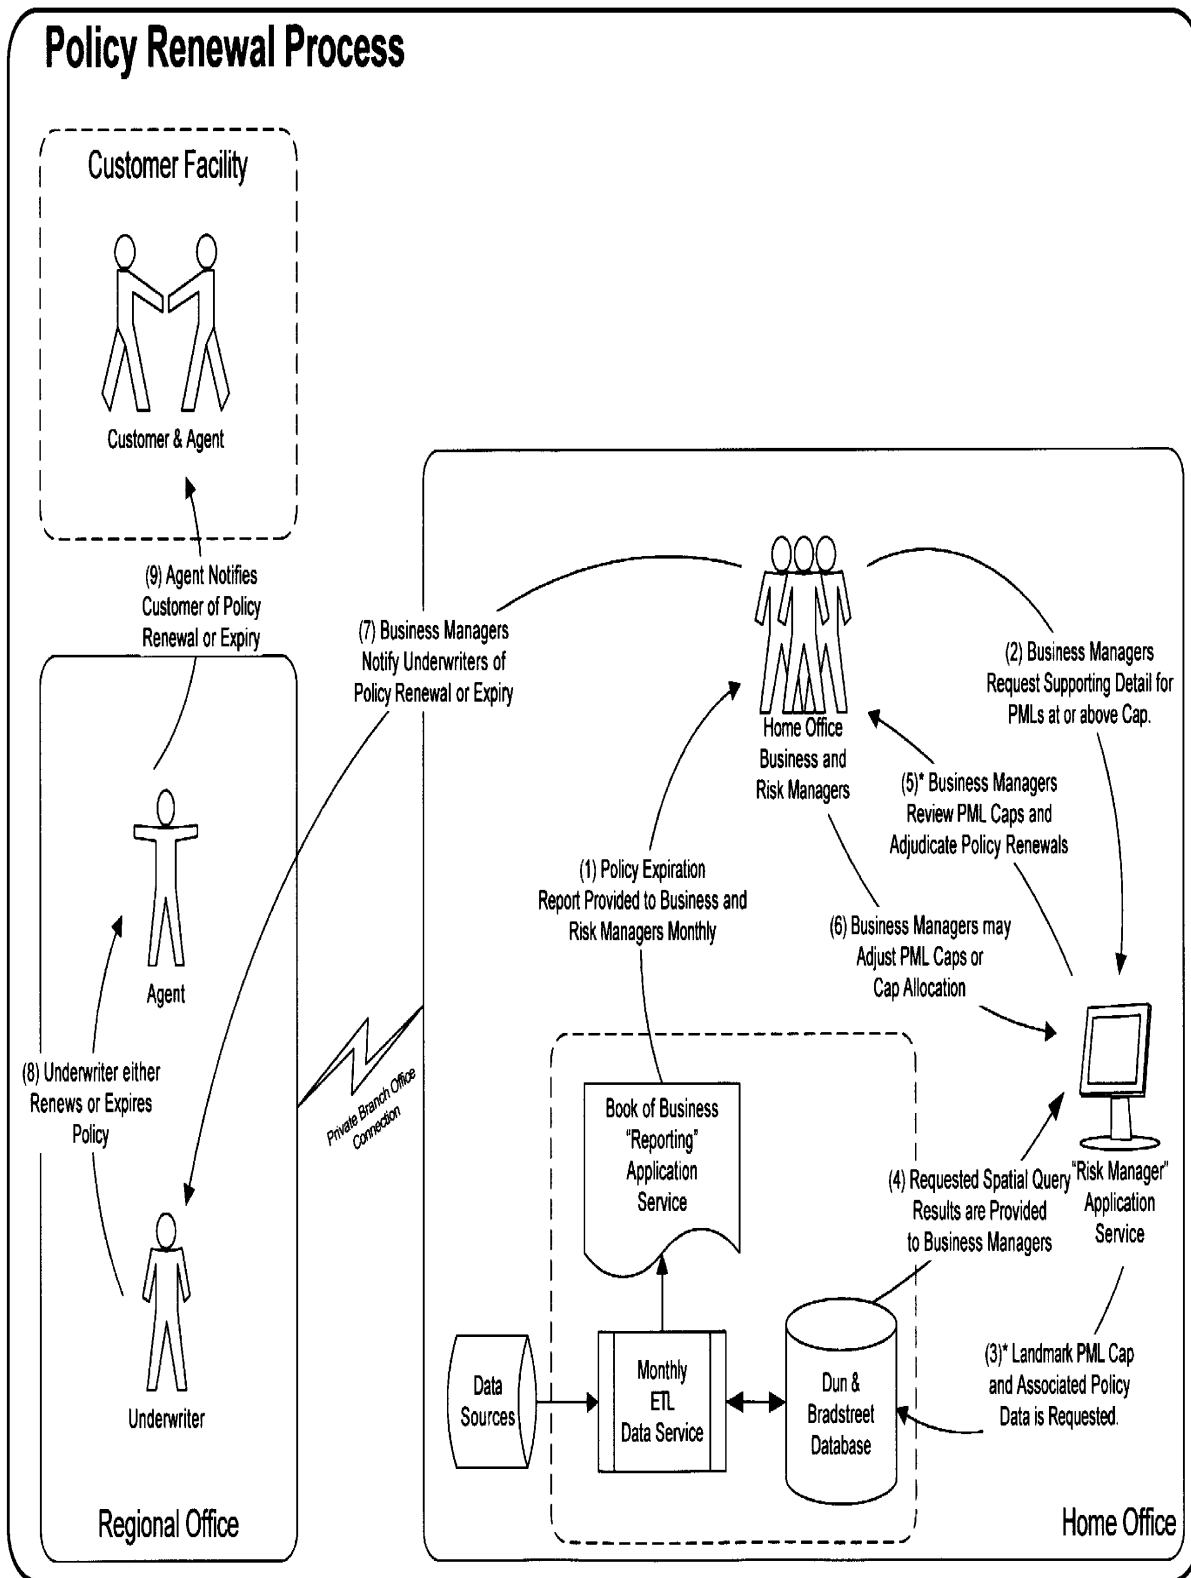 Policy Renewal Process
Customer Facility
Customer & Agent
(9) Agent Notifies
Customer of Policy
Renewal or Expiry
(7) Business Managers
Notify Underwriters of
Policy Renewal or Expiry
Home Office
Business and
Risk Managers
(2) Business Managers
Request Supporting Detail for
PMLs at or above Cap.
(5)* Business Managers
Review PML Caps and
Adjudicate Policy Renewals
(1) Policy Expiration
Report Provided to Business and
Risk Managers Monthly
(6) Business Managers may
Adjust PML Caps or
Cap Allocation
Agent
(8) Underwriter either
Renews or Expires
Policy
Private Branch Office
Connection
Book of Business
"Reporting"
Application
Service
(4) Requested Spatial Query
Results are Provided
to Business Managers
"Risk Manager"
Application
Service
(3)* Landmark PML Cap
and Associated Policy
Data is Requested.
Data
Sources
Monthly
ETL
Data Service
Dun &
Bradstreet
Database
Underwriter
Regional Office
Home Office